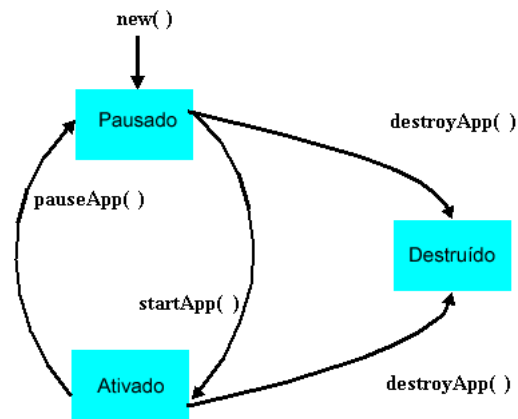 new( )
Pausado
destroyApp( )
pauseApp( )
Destruído
startApp( )
Ativado
destroyApp( )